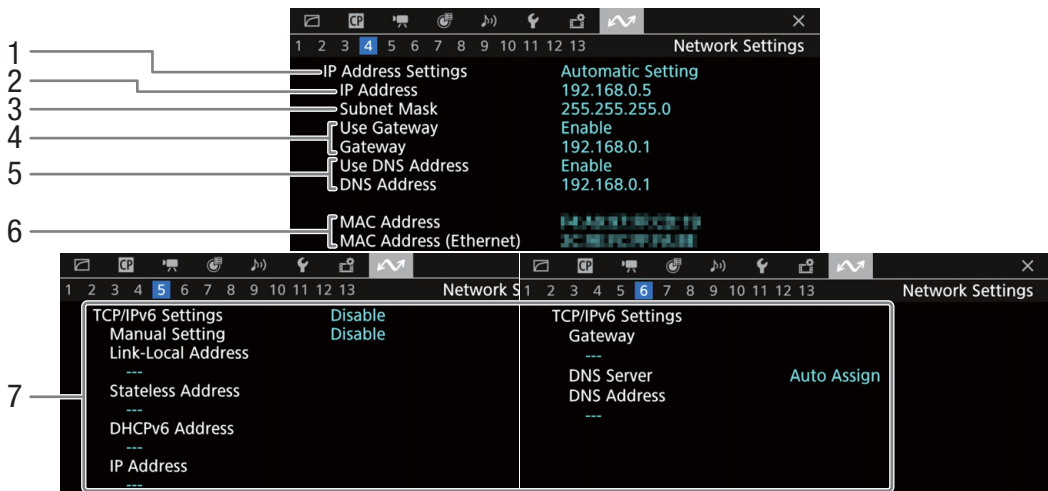 CP
1 2 3 4 5 6 7 8 9 10 11 12 13 Network Settings
1 IP Address Settings Automatic Setting
2 IP Address 192.168.0.5
3 Subnet Mask 255.255.255.0
4 Use Gateway Enable
Gateway 192.168.0.1
5 Use DNS Address Enable
DNS Address 192.168.0.1
6 MAC Address
MAC Address (Ethernet)
CP
1 2 3 4 5 6 7 8 9 10 11 12 13 Network S
7
TCP/IPv6 Settings Disable
Manual Setting Disable
Link-Local Address
---
Stateless Address
---
DHCPv6 Address
---
IP Address
---
CP
1 2 3 4 5 6 7 8 9 10 11 12 13 Network Settings
TCP/IPv6 Settings
Gateway
---
DNS Server Auto Assign
DNS Address
---